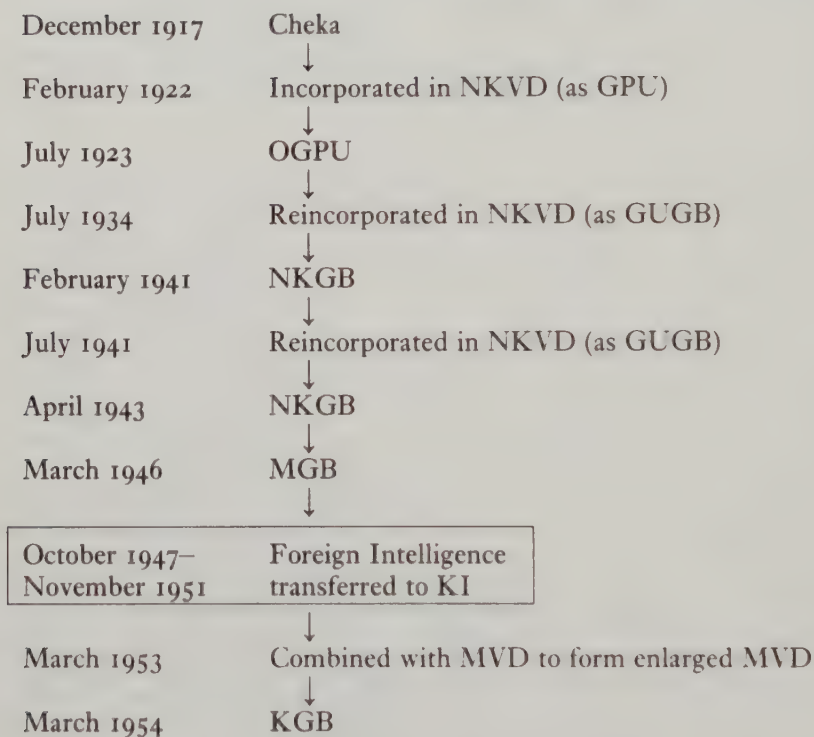 December 1917 Cheka
↓
February 1922 Incorporated in NKVD (as GPU)
↓
July 1923 OGPU
↓
July 1934 Reincorporated in NKVD (as GUGB)
↓
February 1941 NKGB
↓
July 1941 Reincorporated in NKVD (as GUGB)
↓
April 1943 NKGB
↓
March 1946 MGB
↓
October 1947– Foreign Intelligence
November 1951 transferred to KI
↓
March 1953 Combined with MVD to form enlarged MVD
↓
March 1954 KGB